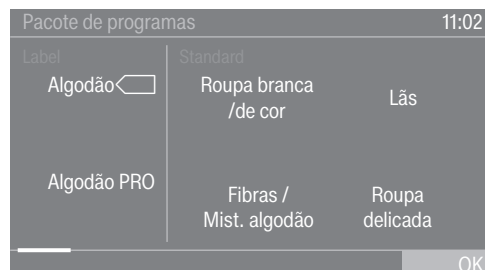 Pacote de programas 11:02
Label
Algodão
Algodão PRO
Standard
Roupa branca
/de cor
Lãs
Fibras /
Mist. algodão
Roupa
delicada
OK